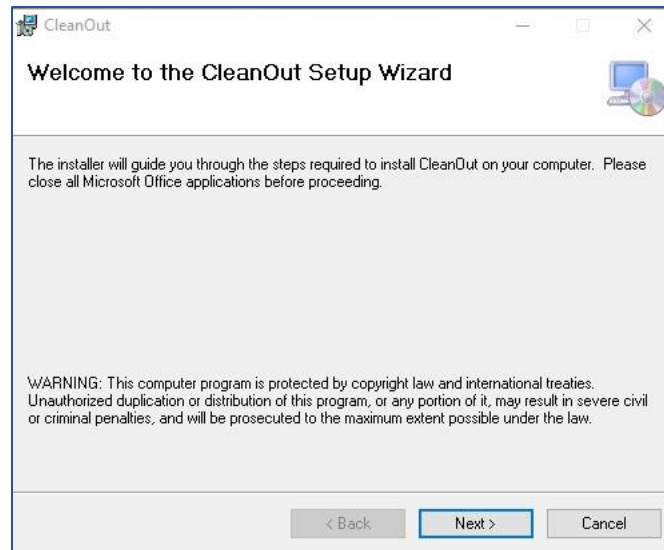 CleanOut
Welcome to the CleanOut Setup Wizard
The installer will guide you through the steps required to install CleanOut on your computer.  Please
close all Microsoft Office applications before proceeding.
WARNING: This computer program is protected by copyright law and international treaties.
Unauthorized duplication or distribution of this program, or any portion of it, may result in severe civil
or criminal penalties, and will be prosecuted to the maximum extent possible under the law.
< Back
Next >
Cancel